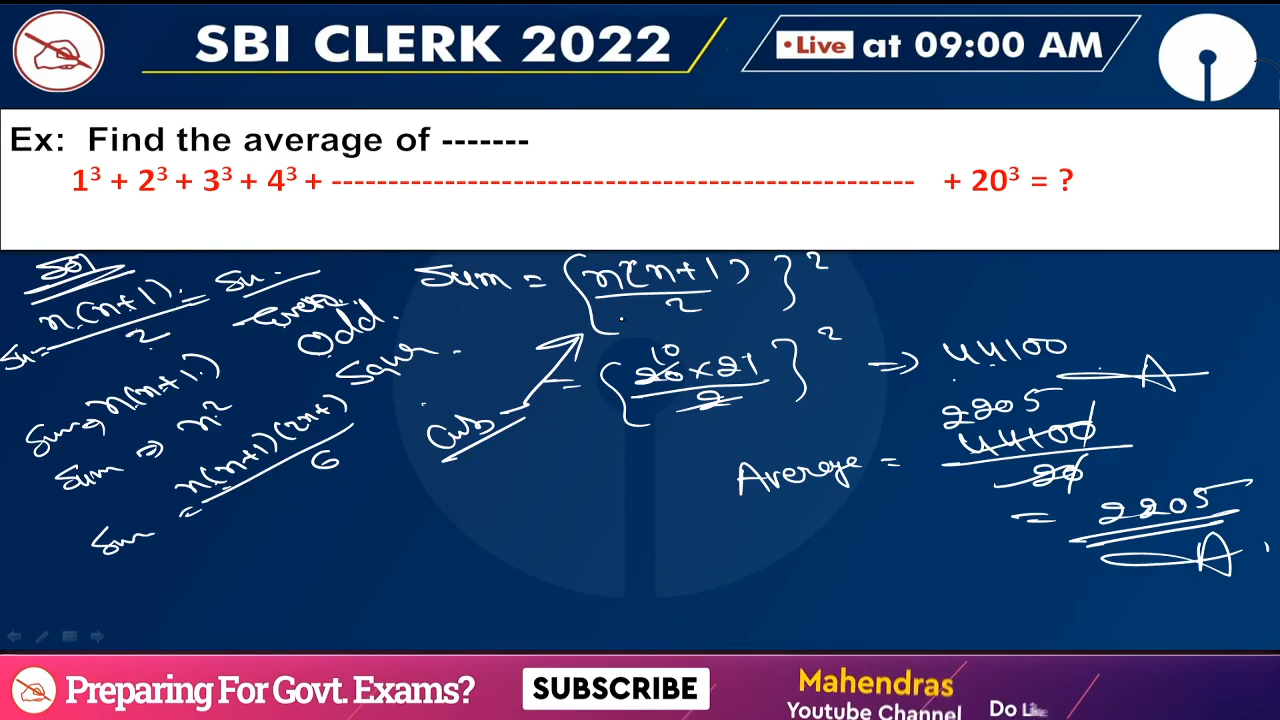 SBI CLERK 2022
• Live at 09:00 AM
Ex: Find the average of -------
1³ + 2³ + 3³ + 4³ + ---------------------------------------------------- + 20³ = ?
n(n+1) / 2 =
Even
Odd.
Sum ⇒ n(n+1)
Sum ⇒ n²
n(n+1)(2n+1) / 6
Sum = { n(n+1) / 2 }²
= { 20 × 21 / 2 }² ⇒ 44100
10
Average = 44100 / 20
2205
= 2205
Preparing For Govt. Exams?
SUBSCRIBE
Mahendras
Youtube Channel